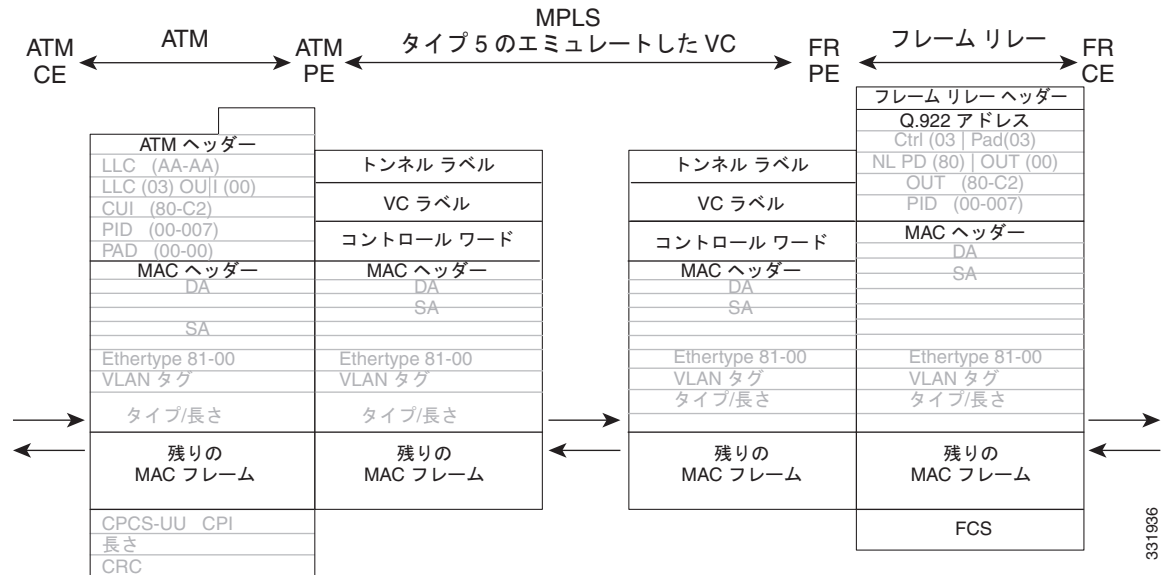 MPLS
タイプ 5 のエミュレートした VC
ATM
CE
ATM
ATM
PE
FR
PE
フレーム リレー
FR
CE
ATM ヘッダー
LLC (AA-AA)
LLC (03) OU|I (00)
CUI (80-C2)
PID (00-007)
PAD (00-00)
MAC ヘッダー
DA
SA
Ethertype 81-00
VLAN タグ
タイプ/長さ
残りの
MAC フレーム
CPCS-UU CPI
長さ
CRC
トンネル ラベル
VC ラベル
コントロール ワード
MAC ヘッダー
DA
SA
Ethertype 81-00
VLAN タグ
タイプ/長さ
残りの
MAC フレーム
トンネル ラベル
VC ラベル
コントロール ワード
MAC ヘッダー
DA
SA
Ethertype 81-00
VLAN タグ
タイプ/長さ
残りの
MAC フレーム
フレーム リレー ヘッダー
Q.922 アドレス
Ctrl (03 | Pad(03)
NL PD (80) | OUT (00)
OUT (80-C2)
PID (00-007)
MAC ヘッダー
DA
SA
Ethertype 81-00
VLAN タグ
タイプ/長さ
残りの
MAC フレーム
FCS
331936